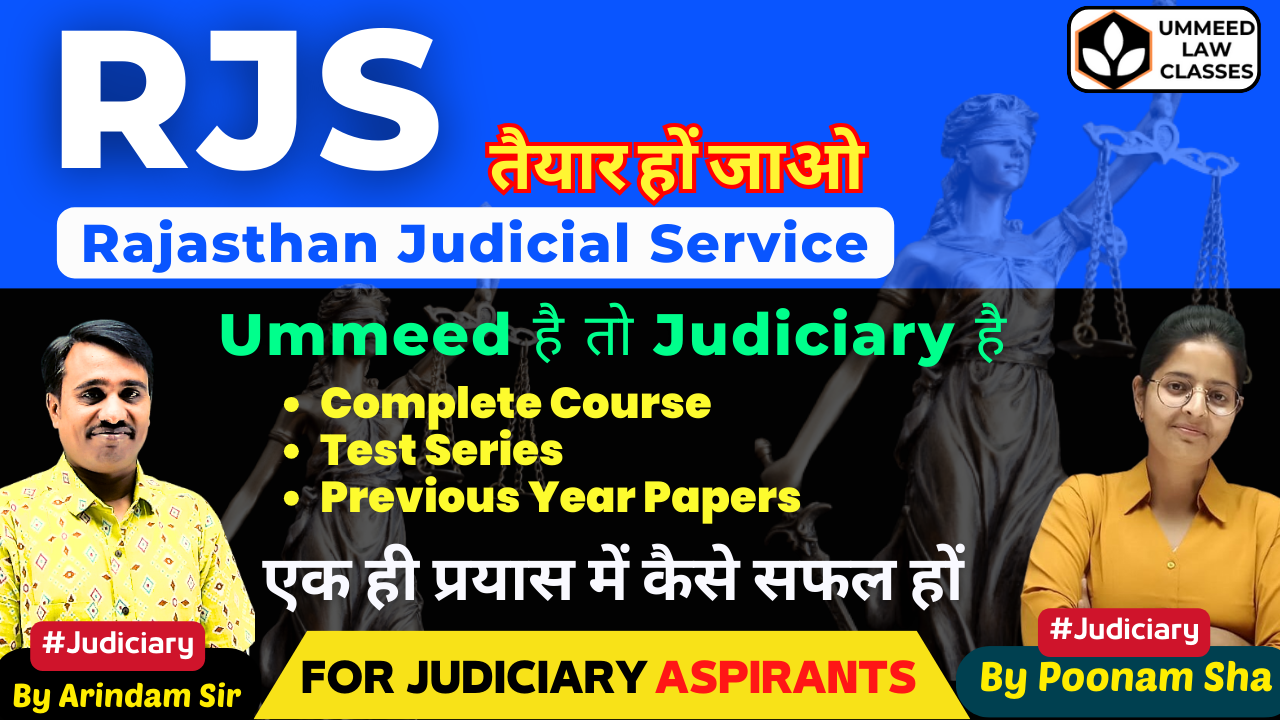 RJS
UMMEED
LAW
CLASSES
तैयार हों जाओ
Rajasthan Judicial Service
Ummeed है तो Judiciary है
• Complete Course
• Test Series
• Previous Year Papers
एक ही प्रयास में कैसे सफल हों
#Judiciary
By Arindam Sir
FOR JUDICIARY ASPIRANTS
#Judiciary
By Poonam Sha